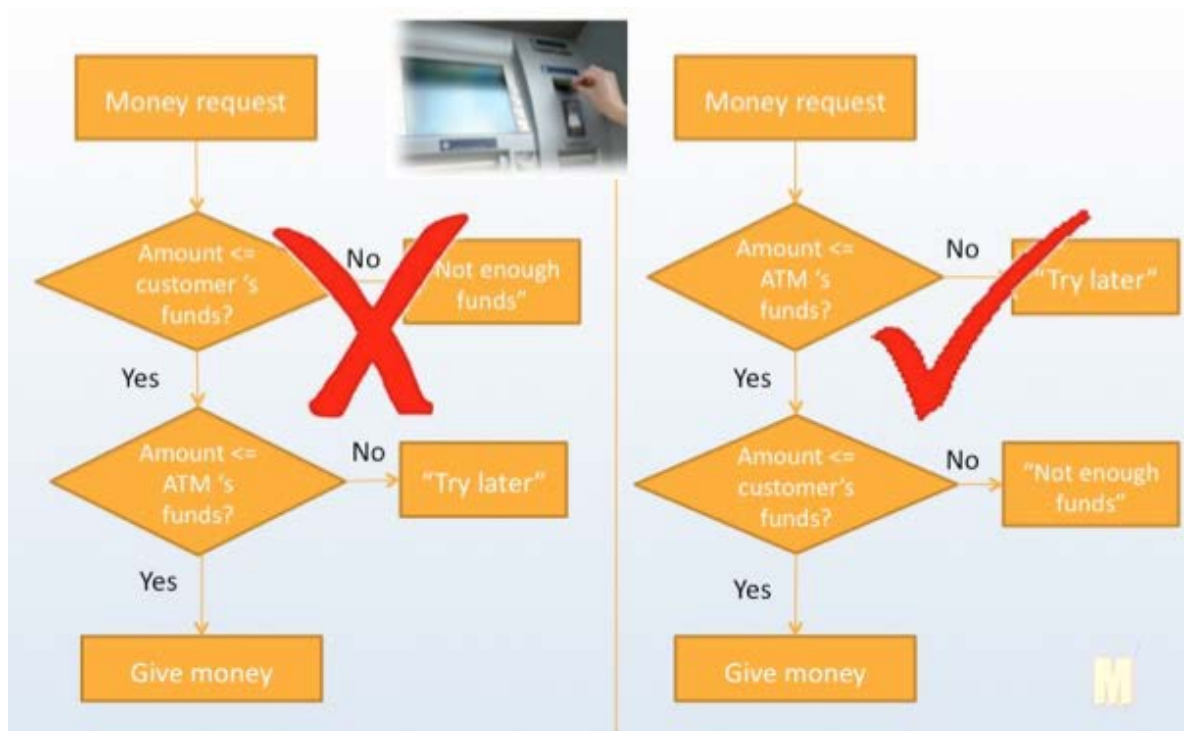 Money request
Amount <=
customer 's
funds?
No
"Not enough
funds"
Yes
Amount <=
ATM 's
funds?
No
"Try later"
Yes
Give money
Money request
Amount <=
ATM 's
funds?
No
"Try later"
Yes
Amount <=
customer's
funds?
No
"Not enough
funds"
Yes
Give money
M